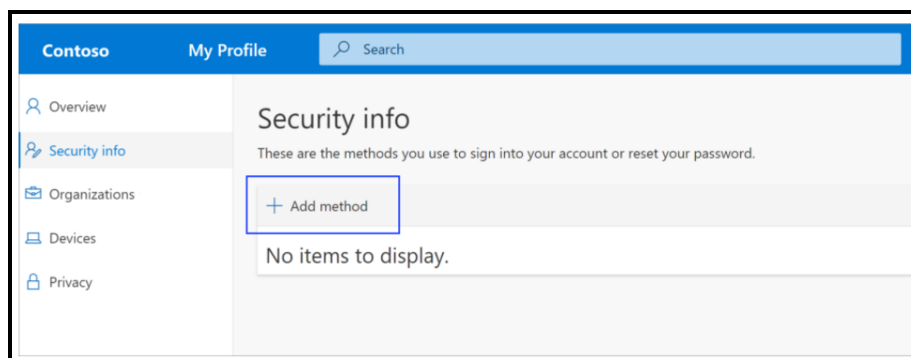 Contoso
My Profile
Search
Overview
Security info
Organizations
Devices
Privacy
Security info
These are the methods you use to sign into your account or reset your password.
+ Add method
No items to display.